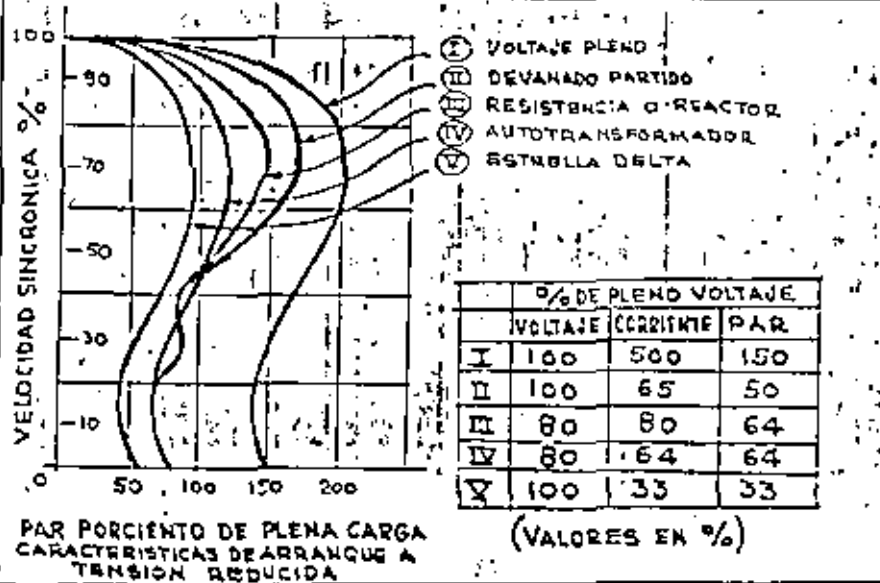 100
90
70
50
30
10
0
VELOCIDAD SINCRONICA %
50 100 150 200
PAR PORCIENTO DE PLENA CARGA
CARACTERISTICAS DE ARRANQUE A
TENSION REDUCIDA
I VOLTAJE PLENO
II DEVANADO PARTIDO
III RESISTENCIA O REACTOR
IV AUTOTRANSFORMADOR
V ESTRELLA DELTA
% DE PLENO VOLTAJE
VOLTAJE CORRIENTE PAR
I 100 500 150
II 100 65 50
III 80 80 64
IV 80 64 64
V 100 33 33
(VALORES EN %)